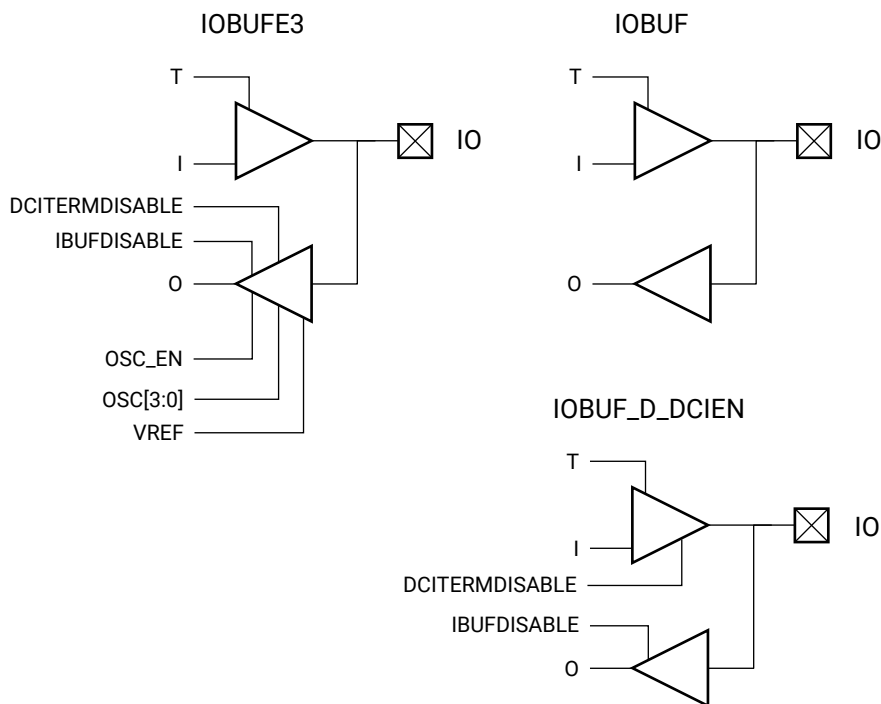 IOBUFE3
T
IO
I
DCITERMDISABLE
IBUFDISABLE
O
OSC_EN
OSC[3:0]
VREF
IOBUF
T
IO
I
O
IOBUF_D_DCIEN
T
IO
I
DCITERMDISABLE
IBUFDISABLE
O